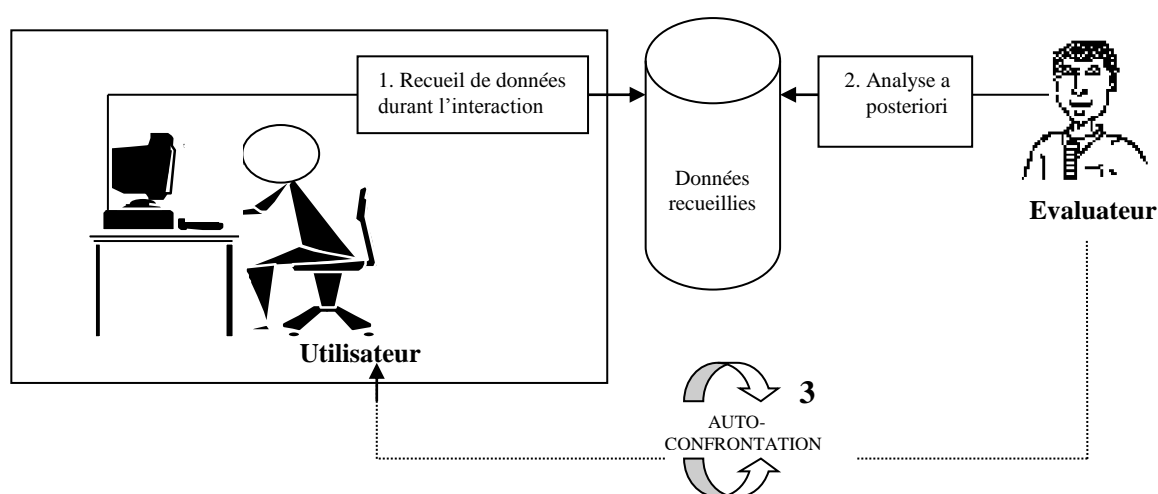 1. Recueil de données
durant l'interaction
2. Analyse a
posteriori
Données
recueillies
Evaluateur
Utilisateur
3
AUTO-
CONFRONTATION